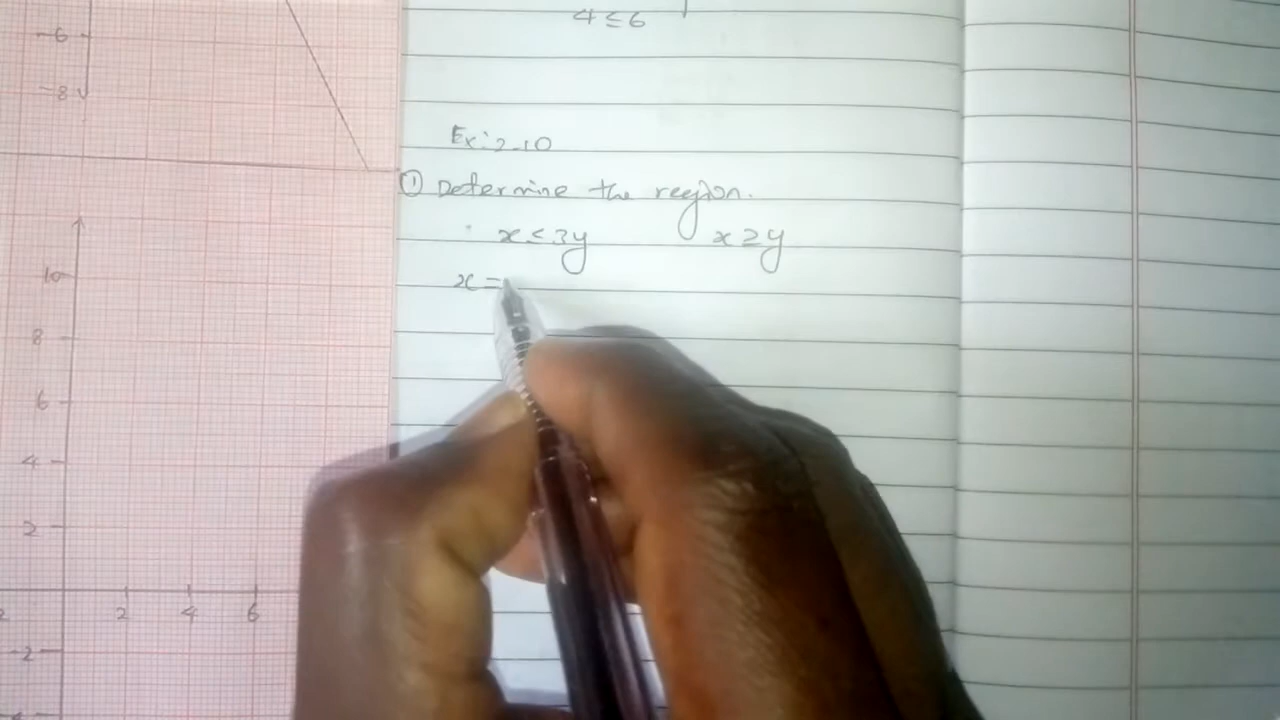 -6
-8
4 ≤ 6
Ex: 2.10
① Determine the region.
x ≤ 3y x ≥ y
x =
10
8
6
4
2
2 4 6
-2